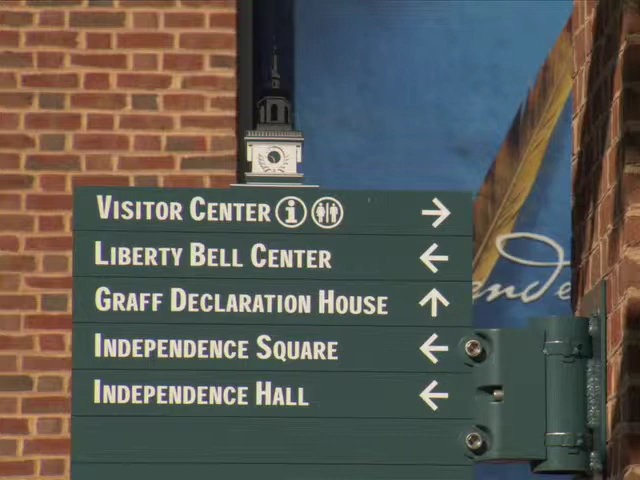 VISITOR CENTER
LIBERTY BELL CENTER
GRAFF DECLARATION HOUSE
INDEPENDENCE SQUARE
INDEPENDENCE HALL